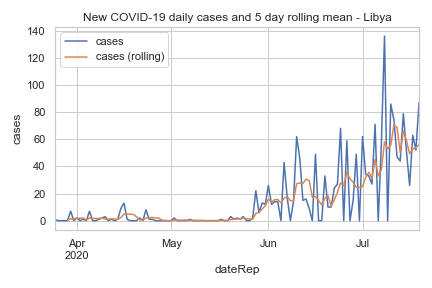 New COVID-19 daily cases and 5 day rolling mean - Libya
cases
cases (rolling)
140
120
100
80
60
40
20
0
cases
Apr
2020
May
Jun
Jul
dateRep